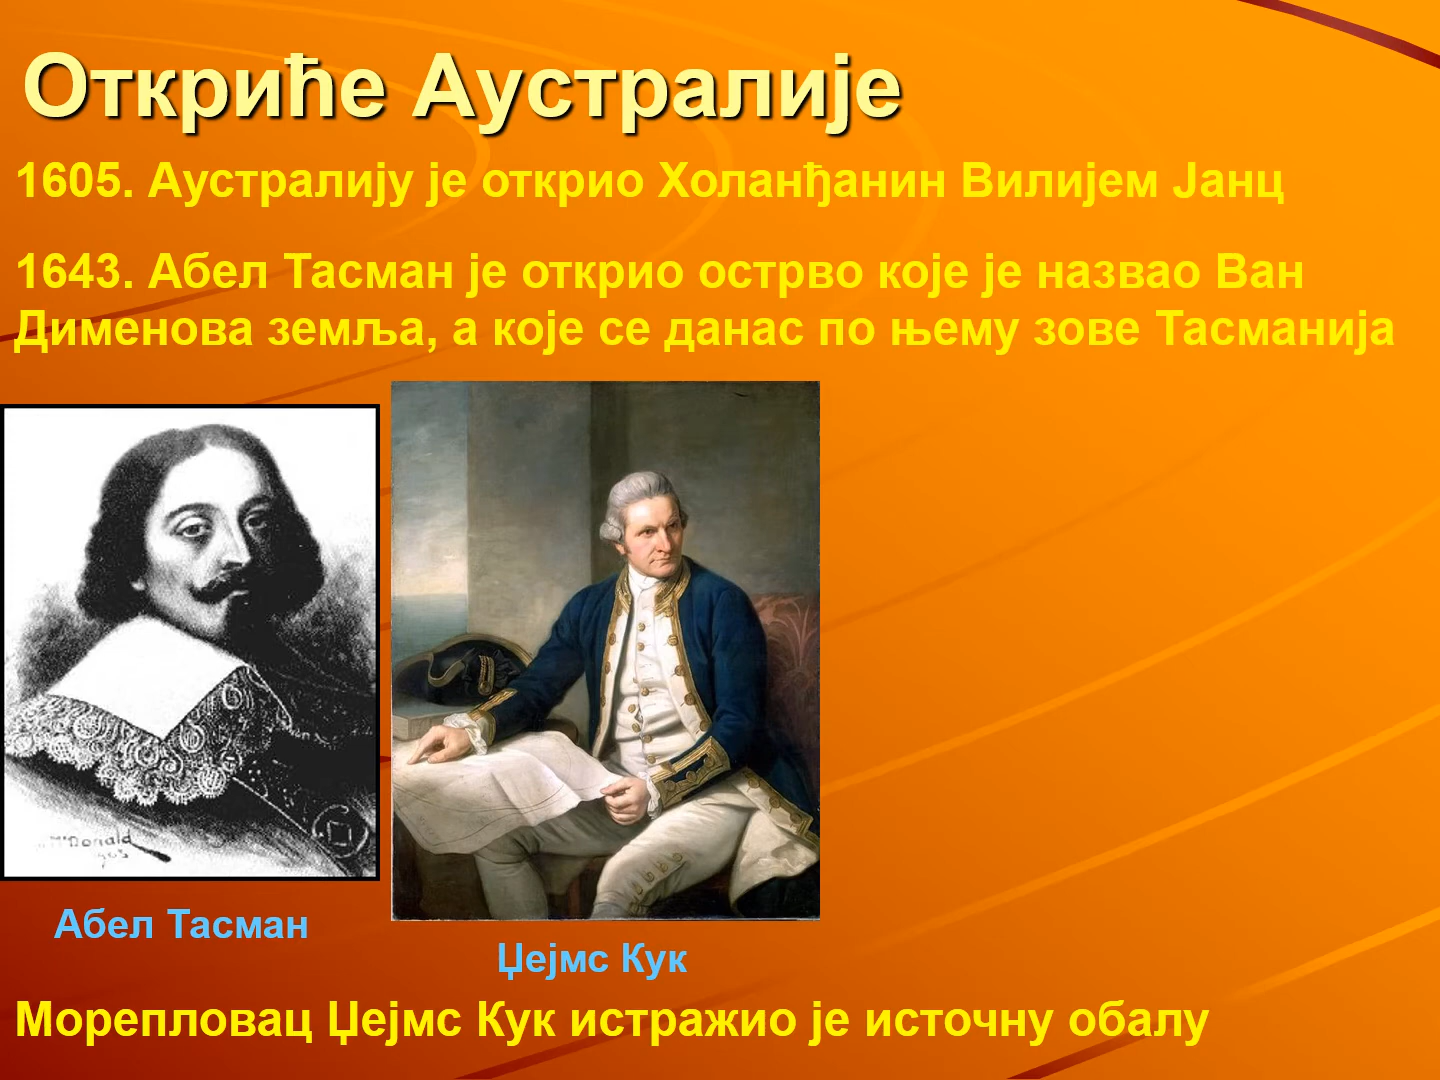 Откриће Аустралије
1605. Аустралију је открио Холанђанин Вилијем Јанц
1643. Абел Тасман је открио острво које је назвао Ван
Дименова земља, а које се данас по њему зове Тасманија
McDonald
1903
Абел Тасман
Џејмс Кук
Морепловац Џејмс Кук истражио је источну обалу